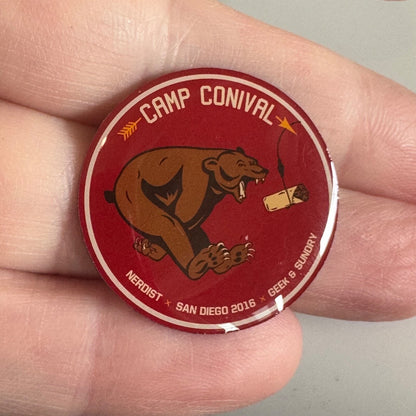 CAMP CONIVAL
NERDIST × SAN DIEGO 2016 × GEEK & SUNDRY